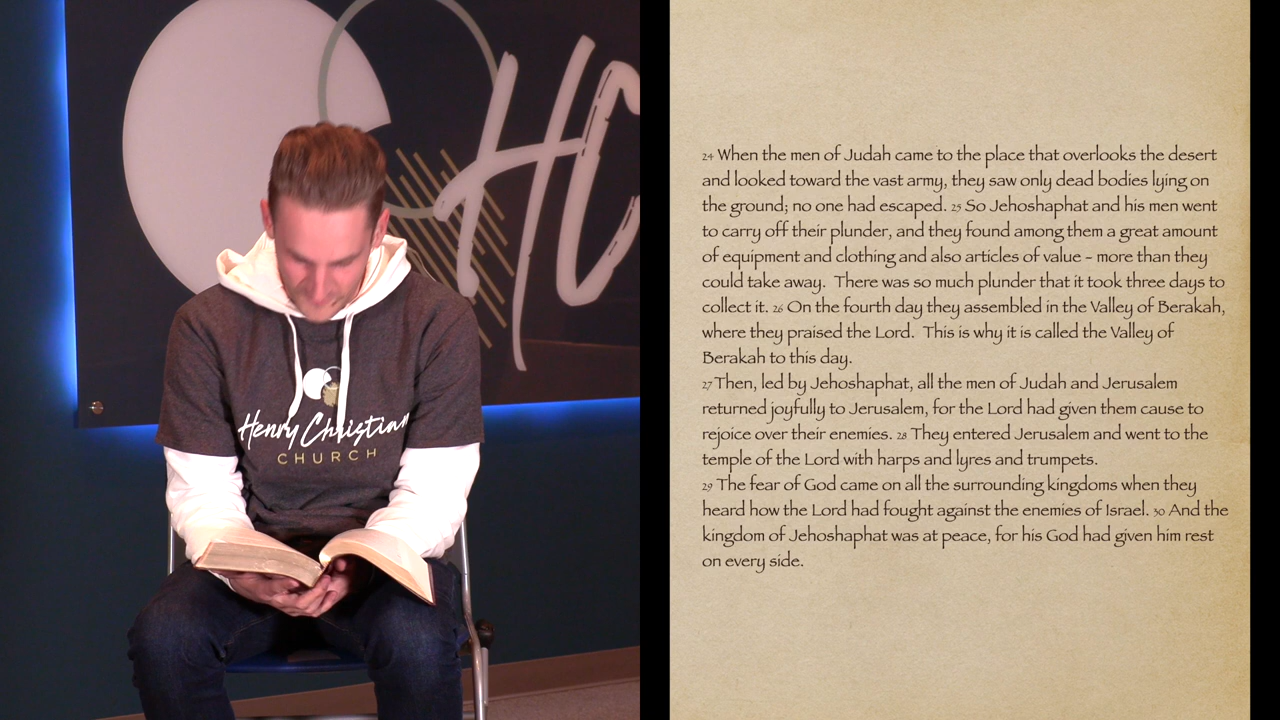 HC
Henry Christian
CHURCH
24 When the men of Judah came to the place that overlooks the desert
and looked toward the vast army, they saw only dead bodies lying on
the ground; no one had escaped. 25 So Jehoshaphat and his men went
to carry off their plunder, and they found among them a great amount
of equipment and clothing and also articles of value – more than they
could take away.  There was so much plunder that it took three days to
collect it. 26 On the fourth day they assembled in the Valley of Berakah,
where they praised the Lord.  This is why it is called the Valley of
Berakah to this day.
27 Then, led by Jehoshaphat, all the men of Judah and Jerusalem
returned joyfully to Jerusalem, for the Lord had given them cause to
rejoice over their enemies. 28 They entered Jerusalem and went to the
temple of the Lord with harps and lyres and trumpets.
29 The fear of God came on all the surrounding kingdoms when they
heard how the Lord had fought against the enemies of Israel. 30 And the
kingdom of Jehoshaphat was at peace, for his God had given him rest
on every side.